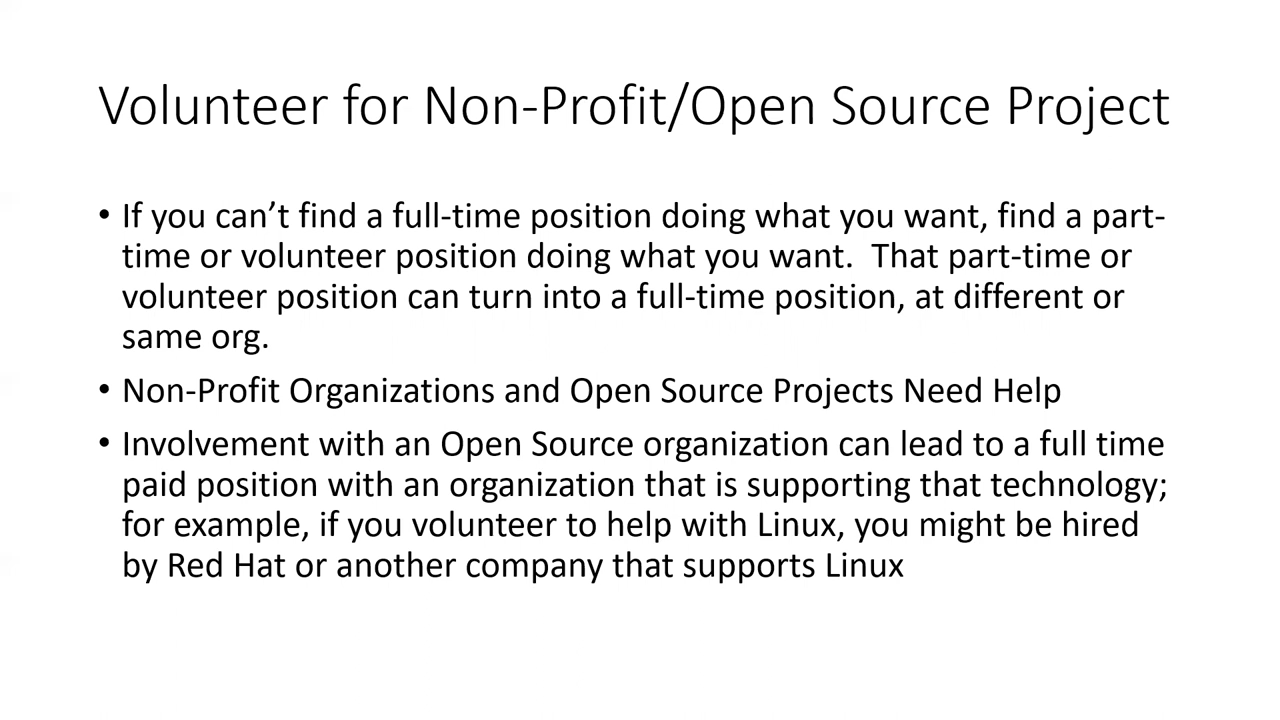 Volunteer for Non-Profit/Open Source Project
• If you can’t find a full-time position doing what you want, find a part-
time or volunteer position doing what you want.  That part-time or
volunteer position can turn into a full-time position, at different or
same org.
• Non-Profit Organizations and Open Source Projects Need Help
• Involvement with an Open Source organization can lead to a full time
paid position with an organization that is supporting that technology;
for example, if you volunteer to help with Linux, you might be hired
by Red Hat or another company that supports Linux